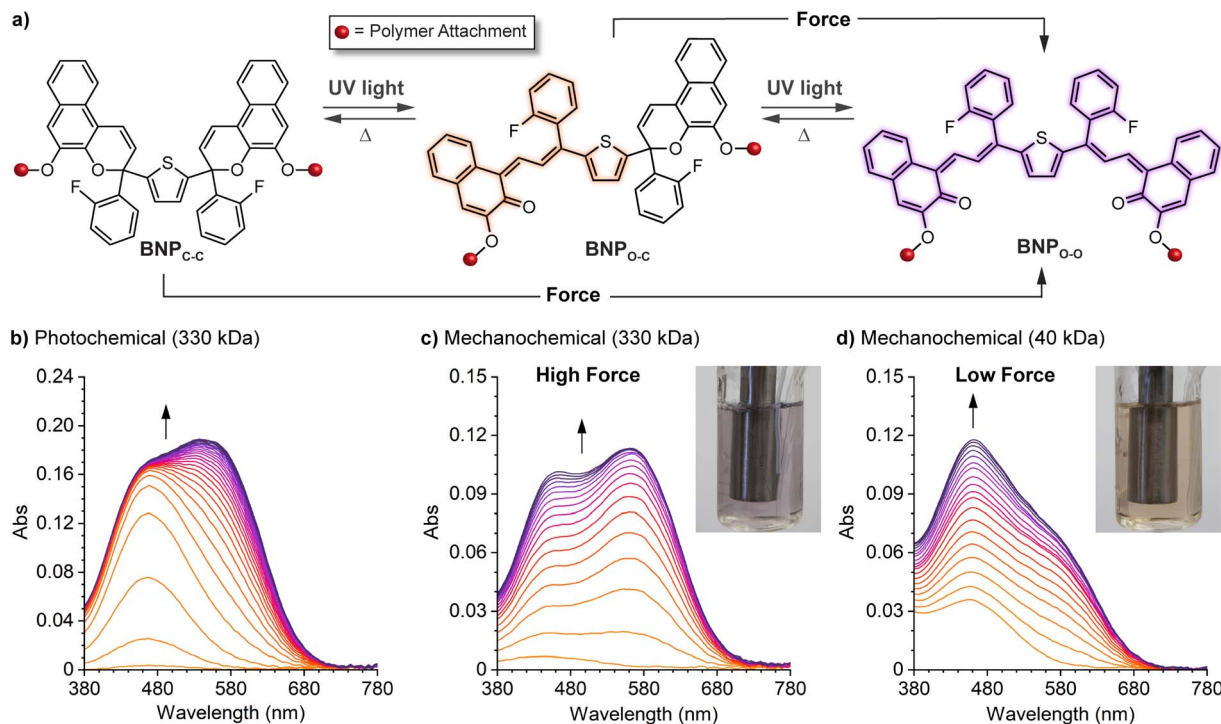 a)
= Polymer Attachment
Force
UV light
Δ
UV light
Δ
F
S
O
O
F
F
BNP C-C
F
S
O
O
F
O
O
BNP O-C
F
S
F
O
O
O
O
BNP O-O
Force
b) Photochemical (330 kDa)
0.24
0.20
0.16
0.12
0.08
0.04
0
Abs
380 480 580 680 780
Wavelength (nm)
c) Mechanochemical (330 kDa)
High Force
0.15
0.12
0.09
0.06
0.03
0
Abs
380 480 580 680 780
Wavelength (nm)
d) Mechanochemical (40 kDa)
Low Force
0.15
0.12
0.09
0.06
0.03
0
Abs
380 480 580 680 780
Wavelength (nm)